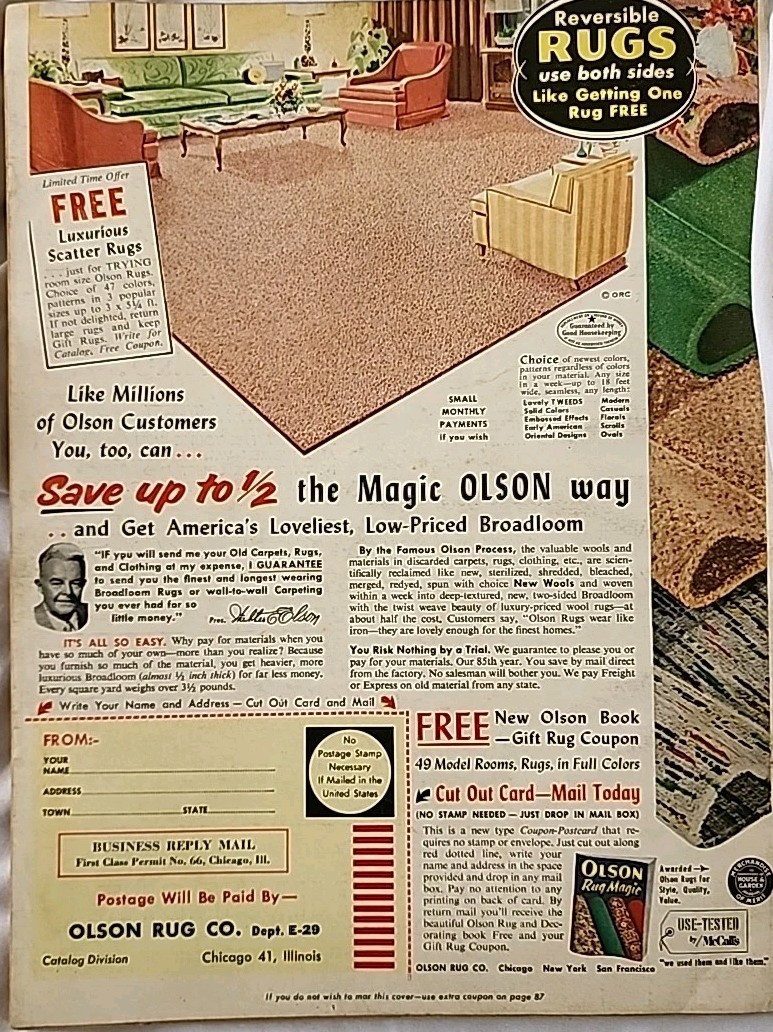 Reversible
RUGS
use both sides
Like Getting One
Rug FREE
Limited Time Offer
FREE
Luxurious
Scatter Rugs
. . . just for TRYING
room size Olson Rugs.
Choice of 47 colors,
patterns in 3 popular
sizes up to 3 x 5¼ ft.
If not delighted, return
large rugs and keep
Gift Rugs. Write for
Catalog, Free Coupon.
© ORC
Guaranteed by
Good Housekeeping
Like Millions
of Olson Customers
You, too, can...
SMALL
MONTHLY
PAYMENTS
if you wish
Choice of newest colors,
patterns regardless of colors
in your material. Any size
in a week—up to 18 feet
wide, seamless, any length:
Lovely TWEEDS Modern
Solid Colors Casuals
Embossed Effects Florals
Early American Scrolls
Oriental Designs Ovals
Save up to 1/2 the Magic OLSON way
. . and Get America's Loveliest, Low-Priced Broadloom
"IF you will send me your Old Carpets, Rugs,
and Clothing at my expense, I GUARANTEE
to send you the finest and longest wearing
Broadloom Rugs or wall-to-wall Carpeting
you ever had for so
little money." Pres. Walter E Olson
IT'S ALL SO EASY. Why pay for materials when you
have so much of your own—more than you realize? Because
you furnish so much of the material, you get heavier, more
luxurious Broadloom (almost ½ inch thick) for far less money.
Every square yard weighs over 3½ pounds.
By the Famous Olson Process, the valuable wools and
materials in discarded carpets, rugs, clothing, etc., are scien-
tifically reclaimed like new, sterilized, shredded, bleached,
merged, redyed, spun with choice New Wools and woven
within a week into deep-textured, new, two-sided Broadloom
with the twist weave beauty of luxury-priced wool rugs—at
about half the cost. Customers say, "Olson Rugs wear like
iron—they are lovely enough for the finest homes."
You Risk Nothing by a Trial. We guarantee to please you or
pay for your materials. Our 85th year. You save by mail direct
from the factory. No salesman will bother you. We pay Freight
or Express on old material from any state.
Write Your Name and Address — Cut Out Card and Mail
FROM:-
YOUR
NAME
ADDRESS
TOWN STATE
No
Postage Stamp
Necessary
If Mailed in the
United States
BUSINESS REPLY MAIL
First Class Permit No. 66, Chicago, Ill.
Postage Will Be Paid By—
OLSON RUG CO. Dept. E-29
Catalog Division Chicago 41, Illinois
FREE New Olson Book
—Gift Rug Coupon
49 Model Rooms, Rugs, in Full Colors
Cut Out Card—Mail Today
(NO STAMP NEEDED — JUST DROP IN MAIL BOX)
This is a new type Coupon-Postcard that re-
quires no stamp or envelope. Just cut out along
red dotted line, write your
name and address in the space
provided and drop in any mail
box. Pay no attention to any
printing on back of card. By
return mail you'll receive the
beautiful Olson Rug and Dec-
orating book Free and your
Gift Rug Coupon.
OLSON
Rug Magic
Awarded—
Olson Rugs for
Style, Quality,
Value.
MERCHANDISE
HOUSE &
GARDEN
OF MERIT
USE-TESTED
by McCall's
"we used them and like them."
OLSON RUG CO. Chicago New York San Francisco
If you do not wish to mar this cover—use extra coupon on page 87